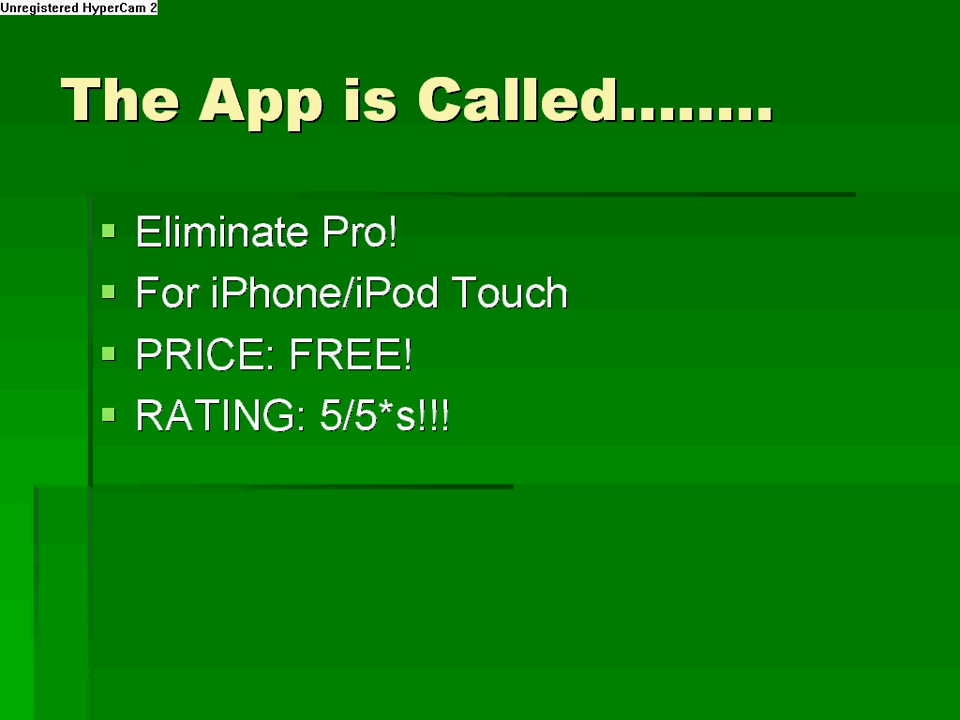 Unregistered HyperCam 2
The App is Called........
Eliminate Pro!
For iPhone/iPod Touch
PRICE: FREE!
RATING: 5/5*s!!!